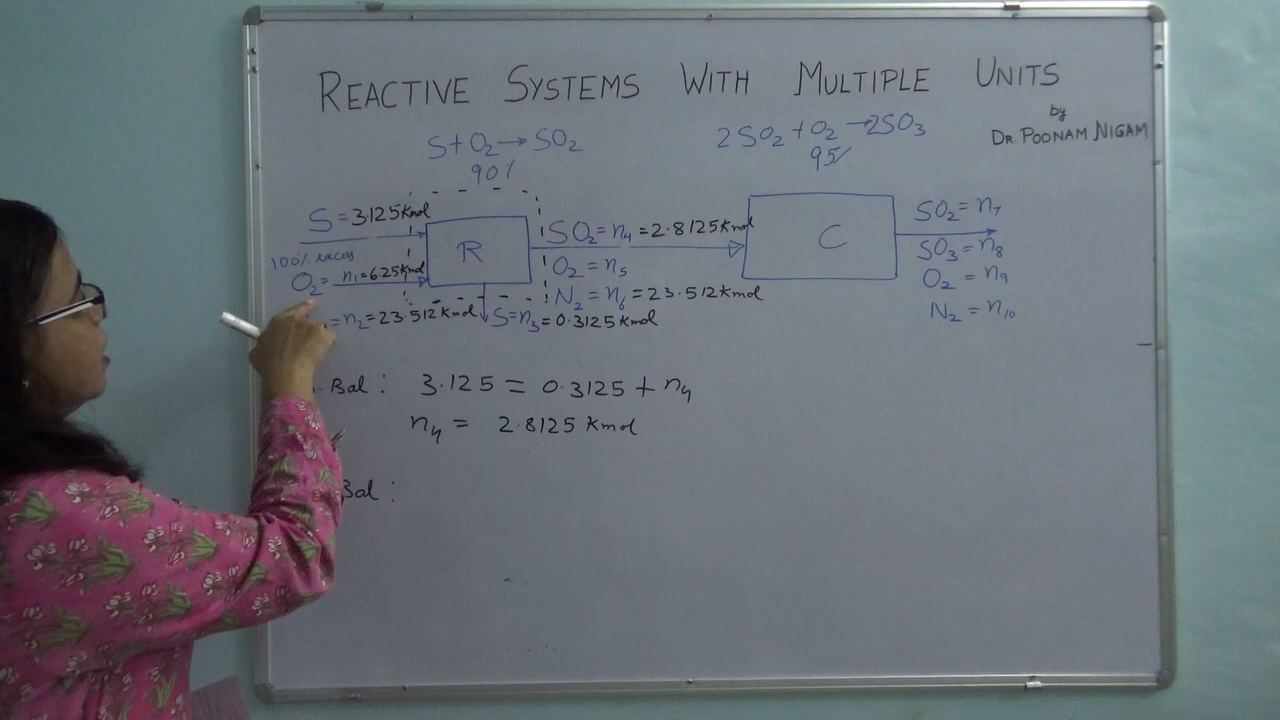 REACTIVE SYSTEMS WITH MULTIPLE UNITS
by
DR POONAM NIGAM
S + O₂ → SO₂
90%
2SO₂ + O₂ → 2SO₃
95%
S = 3.125 Kmol
100% excess
O₂ = n₁ = 6.25 Kmol
= n₂ = 23.512 Kmol
R
S = n₃ = 0.3125 Kmol
SO₂ = n₄ = 2.8125 Kmol
O₂ = n₅
N₂ = n₆ = 23.512 Kmol
C
SO₂ = n₇
SO₃ = n₈
O₂ = n₉
N₂ = n₁₀
Bal : 3.125 = 0.3125 + n₄
n₄ = 2.8125 Kmol
Bal :